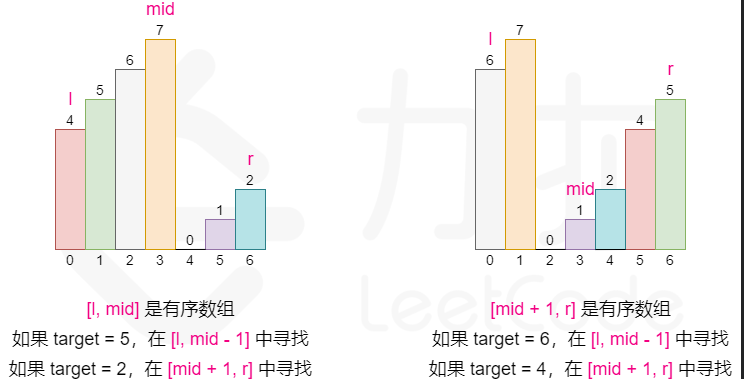 mid
7
6
l
5
4
r
2
1
0
0 1 2 3 4 5 6
[l, mid] 是有序数组
如果 target = 5，在 [l, mid - 1] 中寻找
如果 target = 2，在 [mid + 1, r] 中寻找
l
7
6
r
5
4
mid
2
1
0
0 1 2 3 4 5 6
[mid + 1, r] 是有序数组
如果 target = 6，在 [l, mid - 1] 中寻找
如果 target = 4，在 [mid + 1, r] 中寻找
力扣
LeetCode